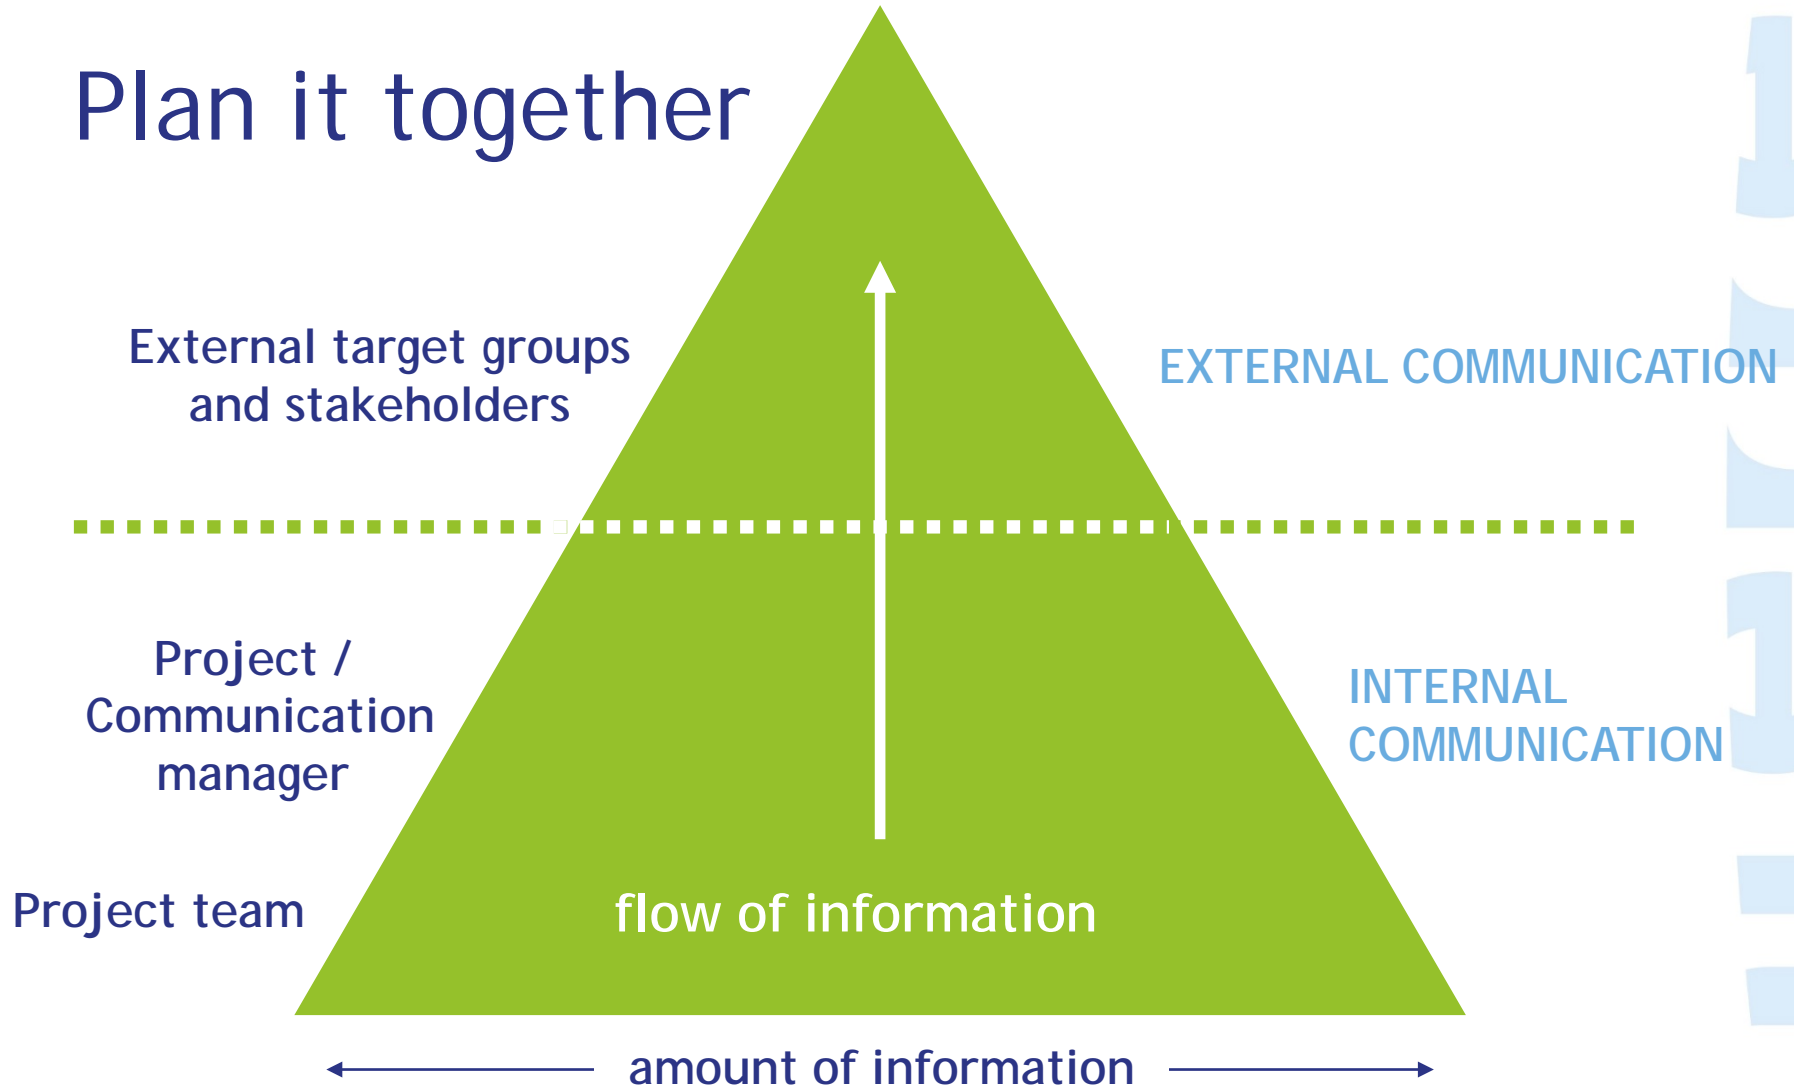 Plan it together
External target groups
and stakeholders
EXTERNAL COMMUNICATION
Project /
Communication
manager
INTERNAL
COMMUNICATION
Project team
flow of information
amount of information